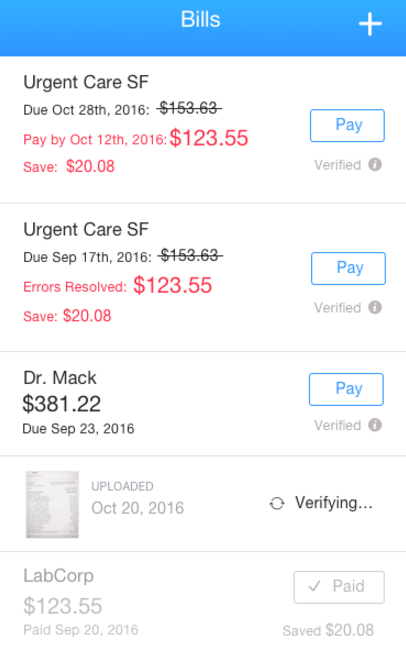 Bills +
Urgent Care SF
Due Oct 28th, 2016: $153.63
Pay by Oct 12th, 2016: $123.55
Save: $20.08
Pay
Verified
Urgent Care SF
Due Sep 17th, 2016: $153.63
Errors Resolved: $123.55
Save: $20.08
Pay
Verified
Dr. Mack
$381.22
Due Sep 23, 2016
Pay
Verified
UPLOADED
Oct 20, 2016
Verifying...
LabCorp
$123.55
Paid Sep 20, 2016
✓ Paid
Saved $20.08